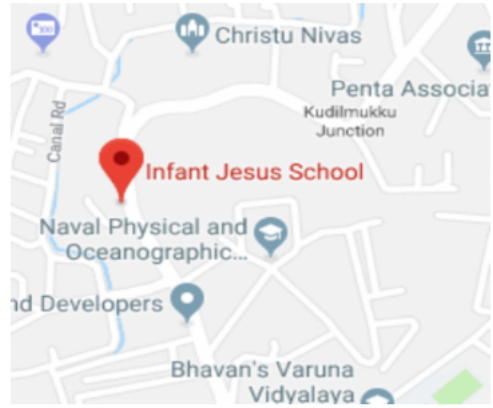 Christu Nivas
Penta Associa
Kudilmukku
Junction
Canal Rd
Infant Jesus School
Naval Physical and
Oceanographic...
nd Developers
Bhavan's Varuna
Vidyalaya